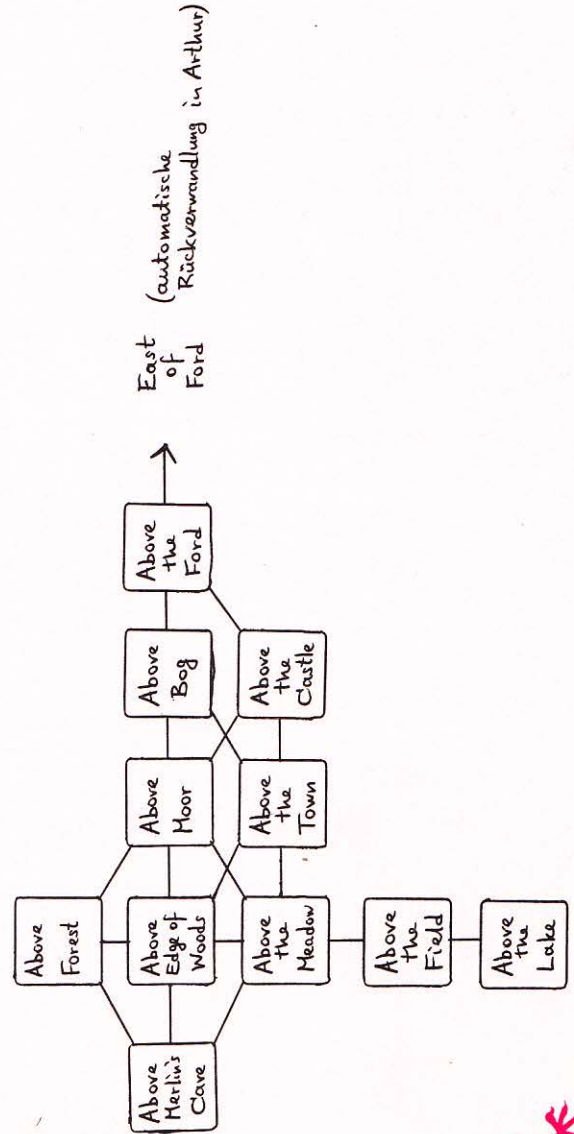 Above
Forest
Above
Merlin's
Cave
Above
Edge of
Woods
Above
Moor
Above
Bog
Above
the
Ford
East
of
Ford
(automatische
Rückverwandlung in Arthur)
Above
the
Meadow
Above
the
Town
Above
the
Castle
Above
the
Field
Above
the
Lake